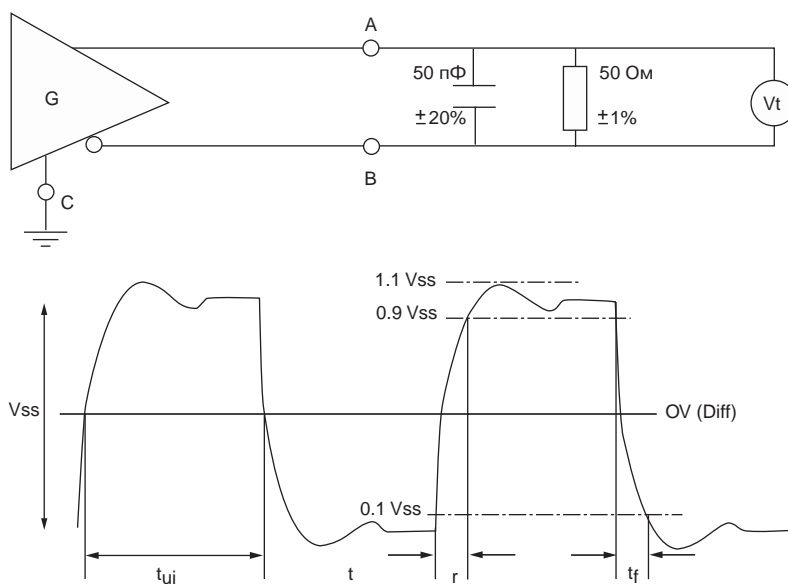 A
G
50 пФ
±20%
50 Ом
±1%
Vt
B
C
1.1 Vss
0.9 Vss
Vss
OV (Diff)
0.1 Vss
tui
t
r
tf